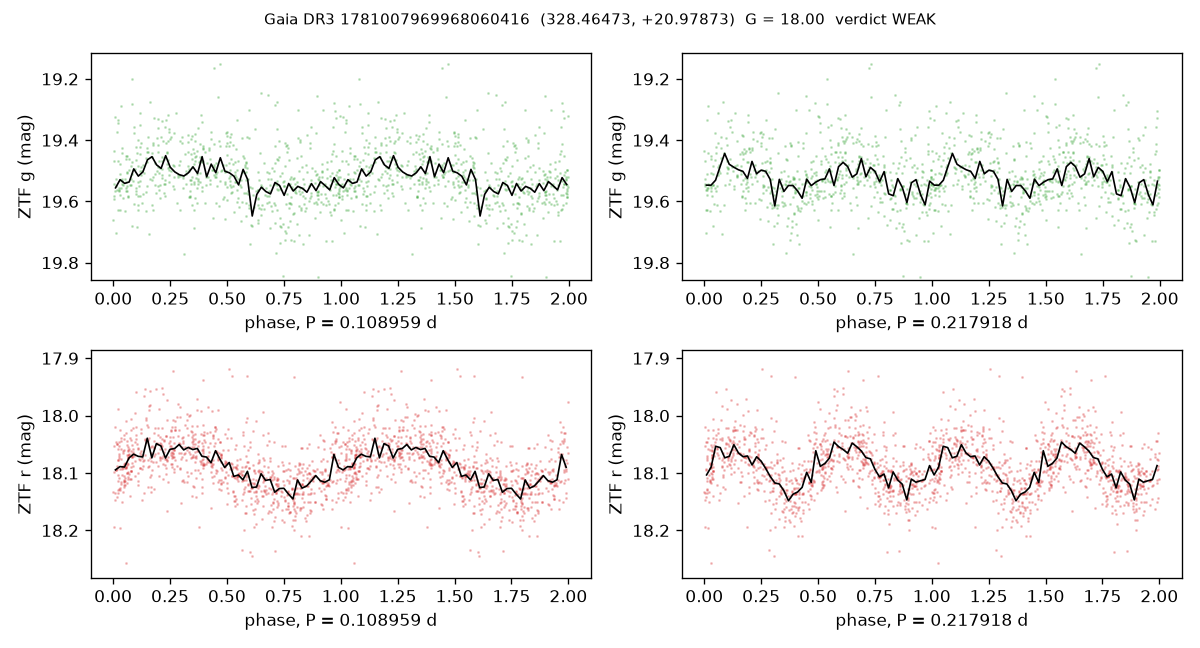 Gaia DR3 1781007969968060416  (328.46473, +20.97873)  G = 18.00  verdict WEAK
ZTF g (mag)
19.2
19.4
19.6
19.8
0.00 0.25 0.50 0.75 1.00 1.25 1.50 1.75 2.00
phase, P = 0.108959 d
ZTF g (mag)
19.2
19.4
19.6
19.8
0.00 0.25 0.50 0.75 1.00 1.25 1.50 1.75 2.00
phase, P = 0.217918 d
ZTF r (mag)
17.9
18.0
18.1
18.2
0.00 0.25 0.50 0.75 1.00 1.25 1.50 1.75 2.00
phase, P = 0.108959 d
ZTF r (mag)
17.9
18.0
18.1
18.2
0.00 0.25 0.50 0.75 1.00 1.25 1.50 1.75 2.00
phase, P = 0.217918 d